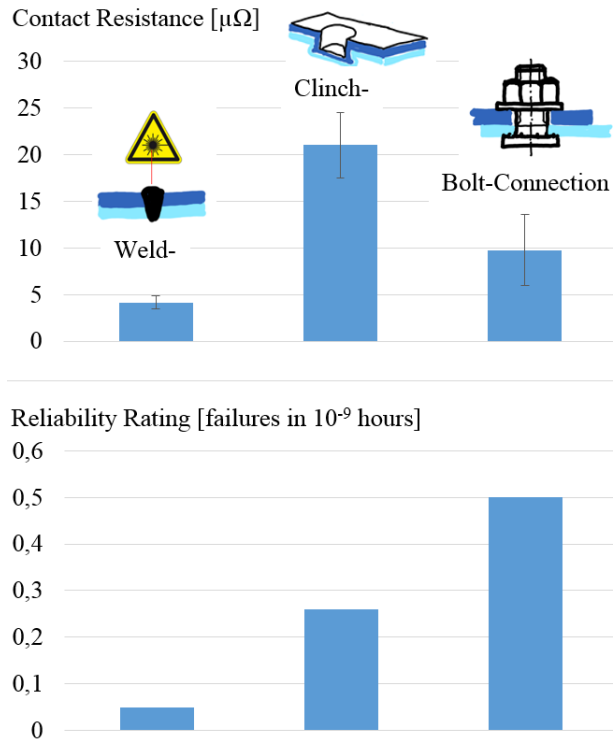 Contact Resistance [µΩ]
30
Clinch-
25
20
Bolt-Connection
15
Weld-
10
5
0
Reliability Rating [failures in 10⁻⁹ hours]
0,6
0,5
0,4
0,3
0,2
0,1
0